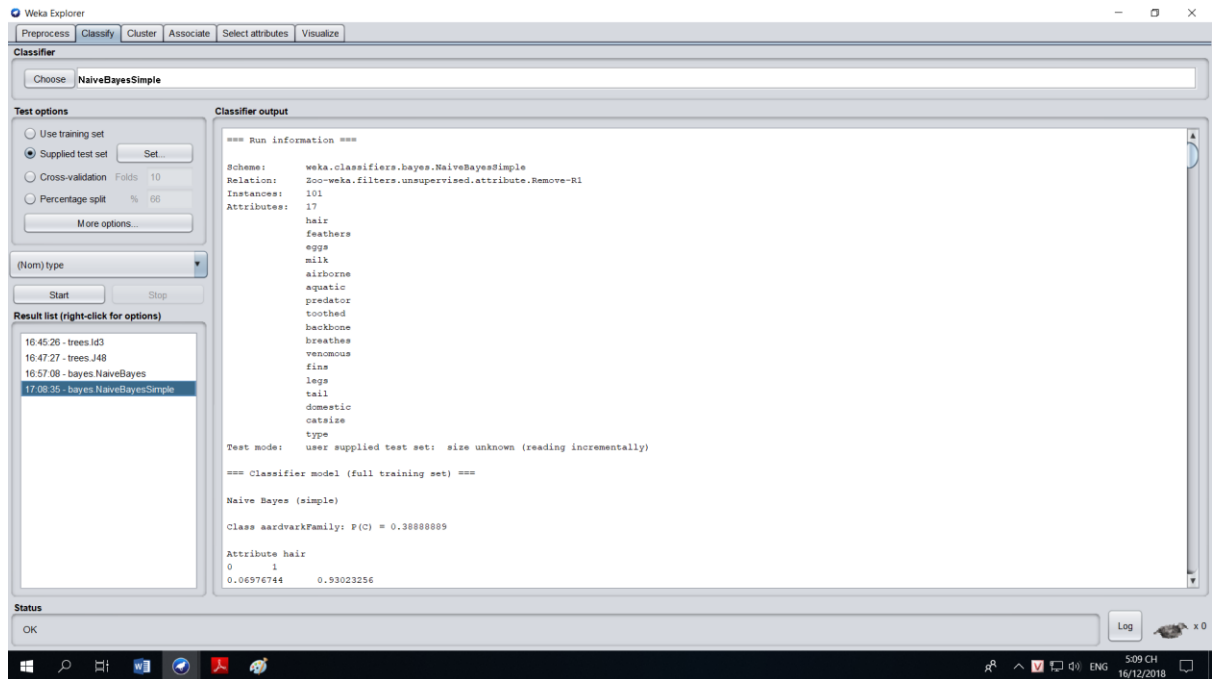 Weka Explorer
Preprocess Classify Cluster Associate Select attributes Visualize
Classifier
Choose NaiveBayesSimple
Test options
Use training set
Supplied test set Set...
Cross-validation Folds 10
Percentage split % 66
More options...
(Nom) type
Start Stop
Result list (right-click for options)
16:45:26 - trees.Id3
16:47:27 - trees.J48
16:57:08 - bayes.NaiveBayes
17:08:35 - bayes.NaiveBayesSimple
Classifier output
=== Run information ===
Scheme: weka.classifiers.bayes.NaiveBayesSimple
Relation: Zoo-weka.filters.unsupervised.attribute.Remove-R1
Instances: 101
Attributes: 17
hair
feathers
eggs
milk
airborne
aquatic
predator
toothed
backbone
breathes
venomous
fins
legs
tail
domestic
catsize
type
Test mode: user supplied test set: size unknown (reading incrementally)
=== Classifier model (full training set) ===
Naive Bayes (simple)
Class aardvarkFamily: P(C) = 0.38888889
Attribute hair
0 1
0.06976744 0.93023256
Status
OK
Log x 0
ENG 5:09 CH
16/12/2018